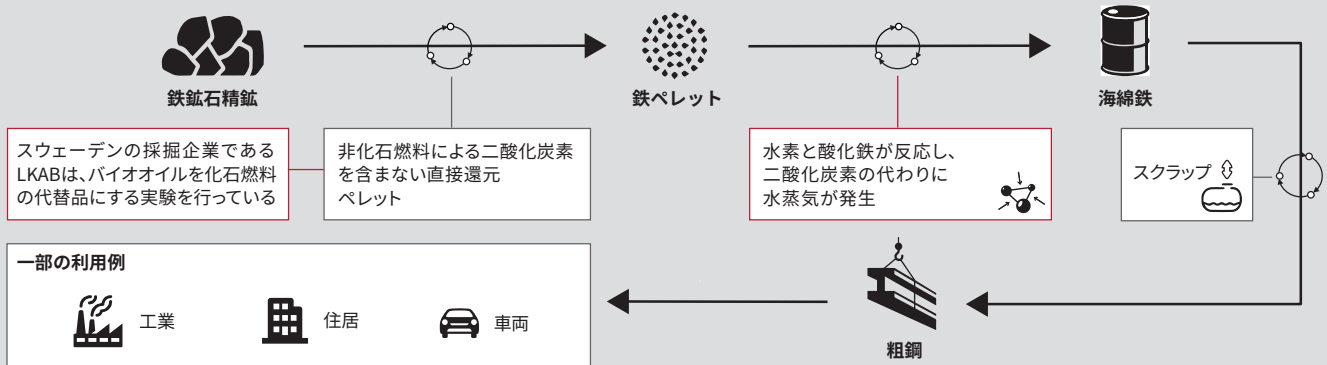 鉄鉱石精鉱
鉄ペレット
海綿鉄
スウェーデンの採掘企業である
LKABは、バイオオイルを化石燃料
の代替品にする実験を行っている
非化石燃料による二酸化炭素
を含まない直接還元
ペレット
水素と酸化鉄が反応し、
二酸化炭素の代わりに
水蒸気が発生
スクラップ
粗鋼
一部の利用例
工業
住居
車両